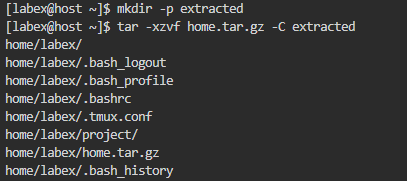 [labex@host ~]$ mkdir -p extracted
[labex@host ~]$ tar -xzvf home.tar.gz -C extracted
home/labex/
home/labex/.bash_logout
home/labex/.bash_profile
home/labex/.bashrc
home/labex/.tmux.conf
home/labex/project/
home/labex/home.tar.gz
home/labex/.bash_history